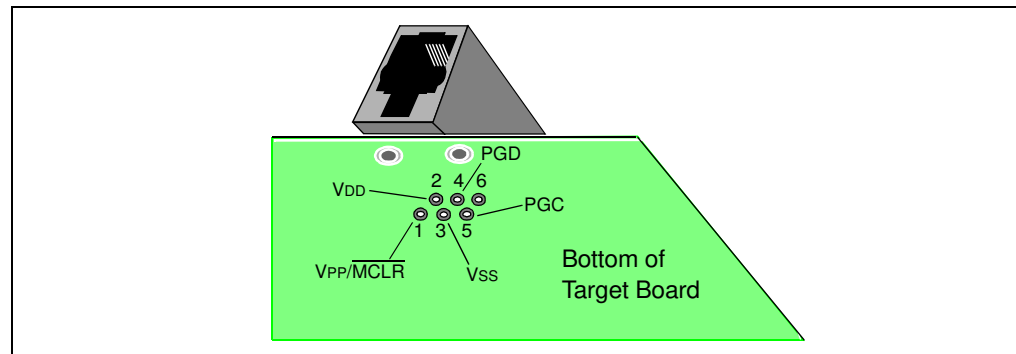 PGD
VDD
2 4 6
PGC
1 3 5
VPP/MCLR
VSS
Bottom of
Target Board